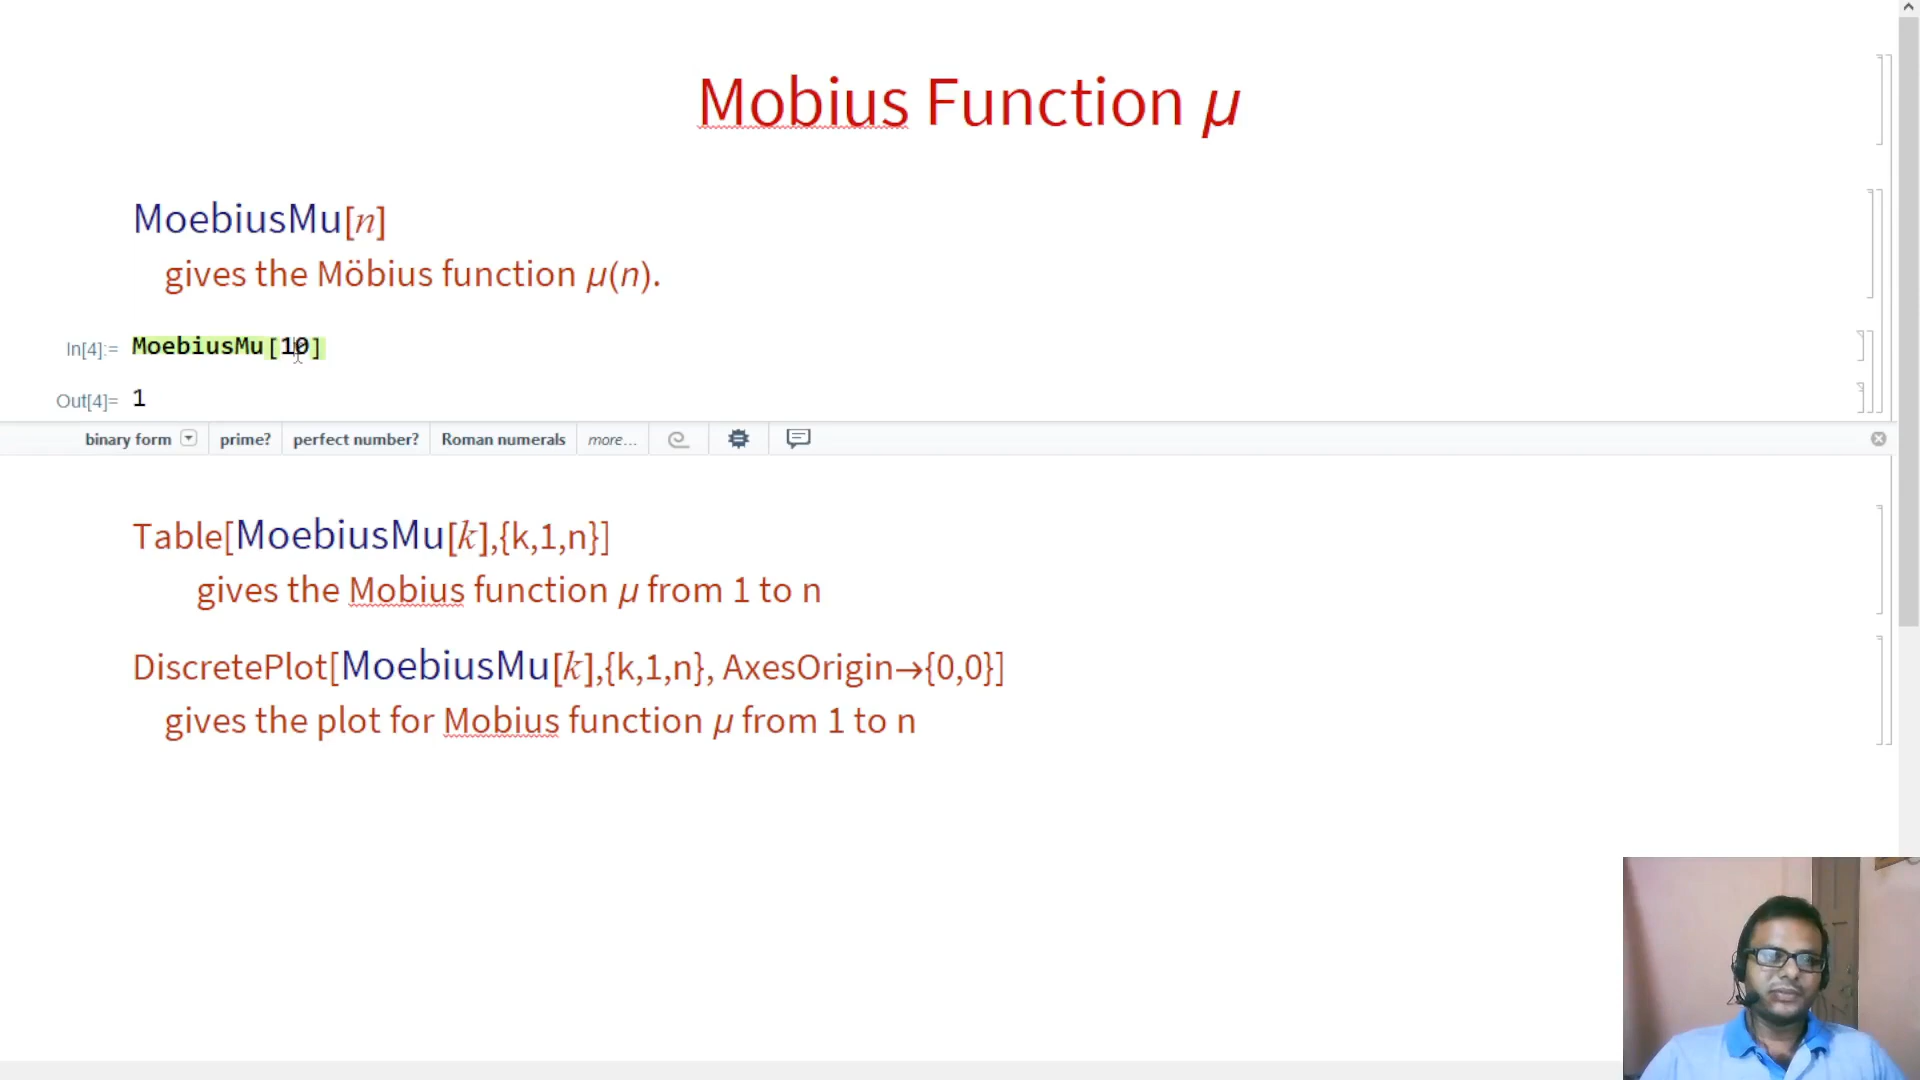 Mobius Function μ
MoebiusMu[n]
gives the Möbius function μ(n).
In[4]:= MoebiusMu[10]
Out[4]= 1
binary form prime? perfect number? Roman numerals more...
Table[MoebiusMu[k],{k,1,n}]
gives the Mobius function μ from 1 to n
DiscretePlot[MoebiusMu[k],{k,1,n}, AxesOrigin→{0,0}]
gives the plot for Mobius function μ from 1 to n